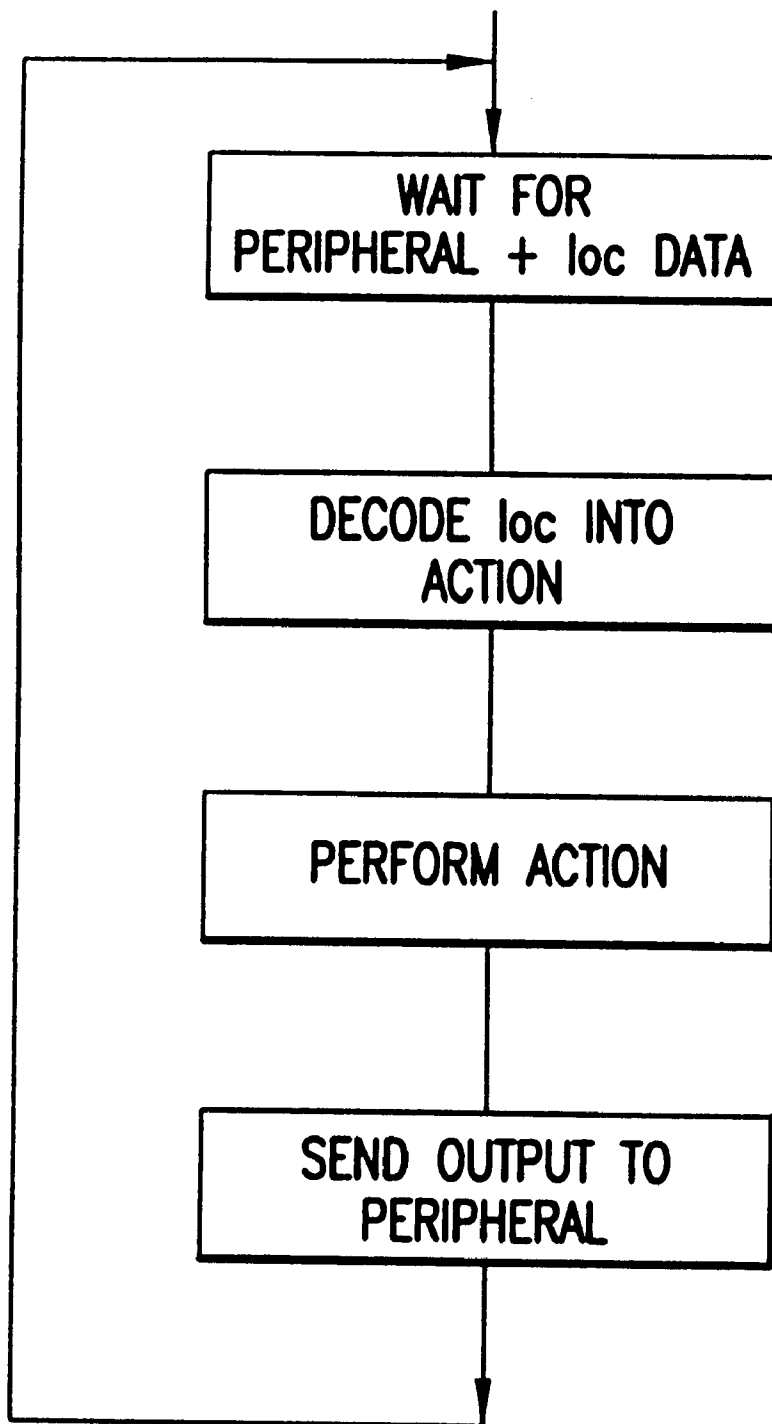 WAIT FOR
PERIPHERAL + loc DATA
DECODE loc INTO
ACTION
PERFORM ACTION
SEND OUTPUT TO
PERIPHERAL